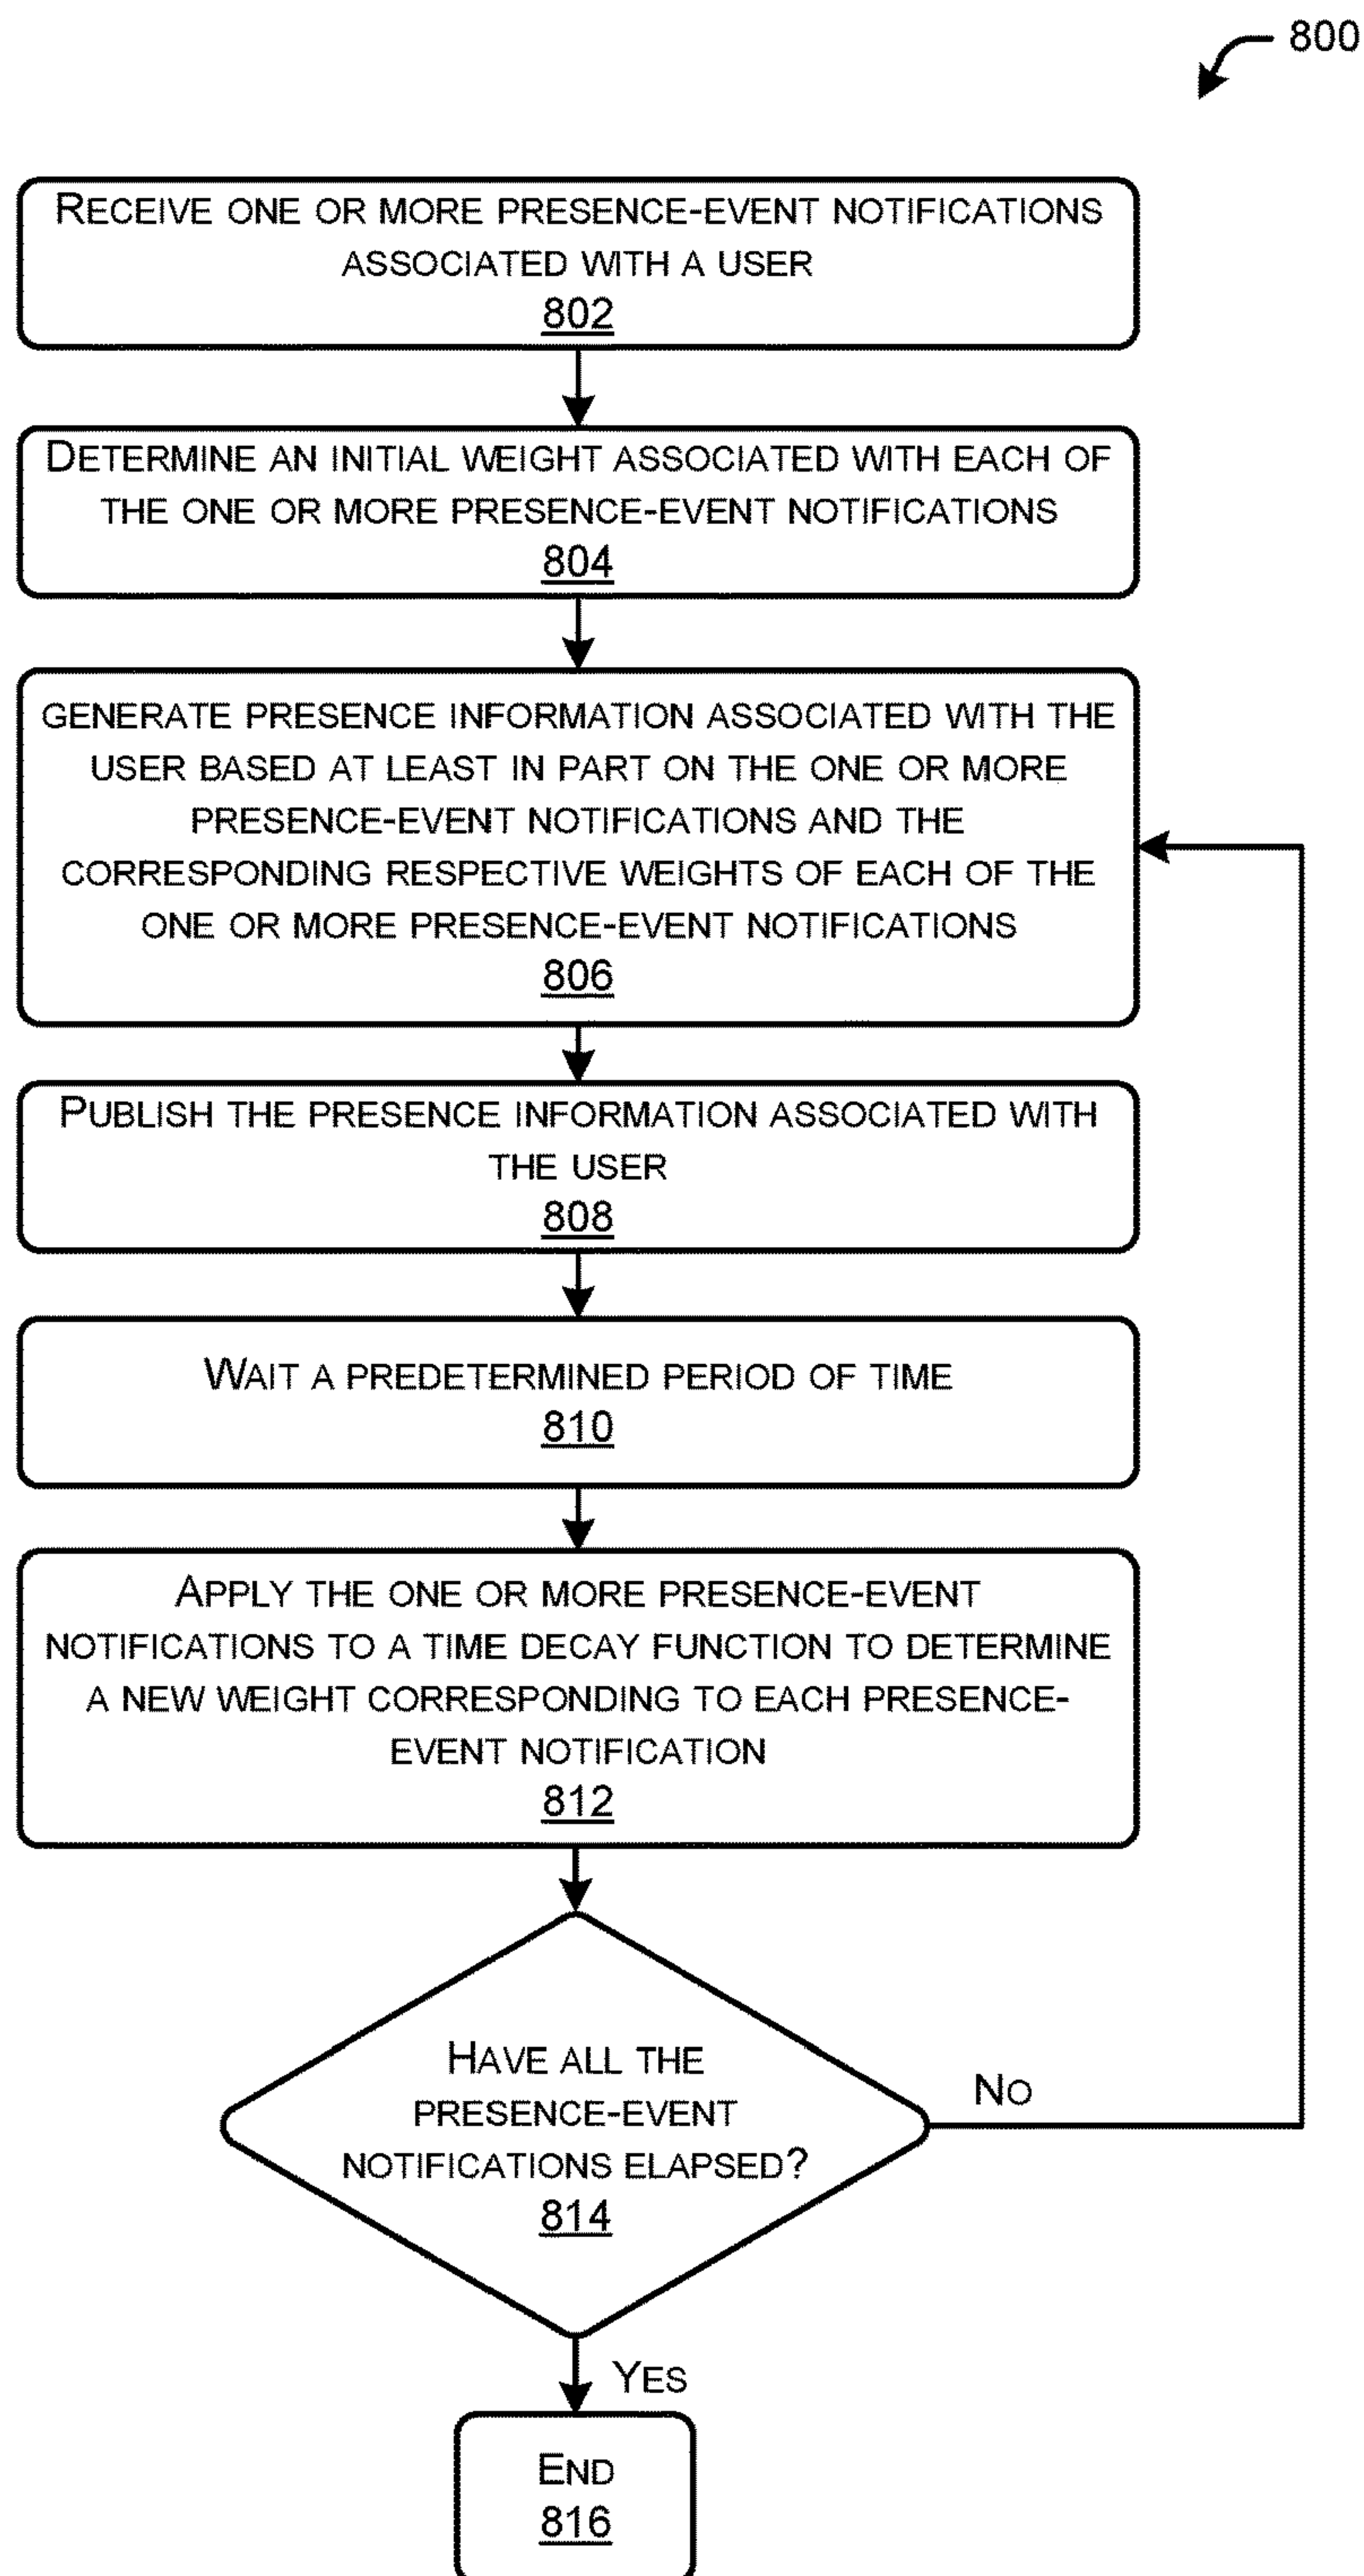 800
RECEIVE ONE OR MORE PRESENCE-EVENT NOTIFICATIONS
ASSOCIATED WITH A USER
802
DETERMINE AN INITIAL WEIGHT ASSOCIATED WITH EACH OF
THE ONE OR MORE PRESENCE-EVENT NOTIFICATIONS
804
GENERATE PRESENCE INFORMATION ASSOCIATED WITH THE
USER BASED AT LEAST IN PART ON THE ONE OR MORE
PRESENCE-EVENT NOTIFICATIONS AND THE
CORRESPONDING RESPECTIVE WEIGHTS OF EACH OF THE
ONE OR MORE PRESENCE-EVENT NOTIFICATIONS
806
PUBLISH THE PRESENCE INFORMATION ASSOCIATED WITH
THE USER
808
WAIT A PREDETERMINED PERIOD OF TIME
810
APPLY THE ONE OR MORE PRESENCE-EVENT
NOTIFICATIONS TO A TIME DECAY FUNCTION TO DETERMINE
A NEW WEIGHT CORRESPONDING TO EACH PRESENCE-
EVENT NOTIFICATION
812
HAVE ALL THE
PRESENCE-EVENT
NOTIFICATIONS ELAPSED?
814
NO
YES
END
816